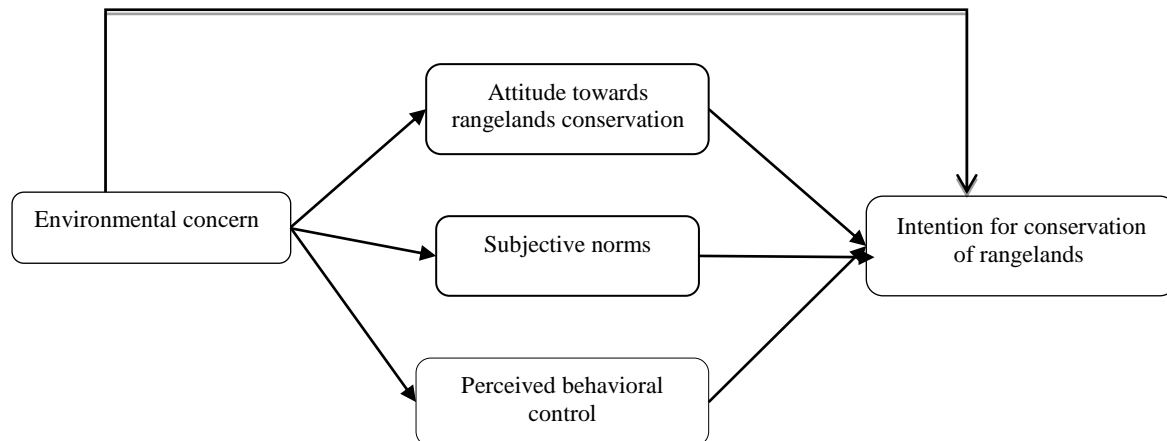 Attitude towards
rangelands conservation
Environmental concern
Subjective norms
Intention for conservation
of rangelands
Perceived behavioral
control